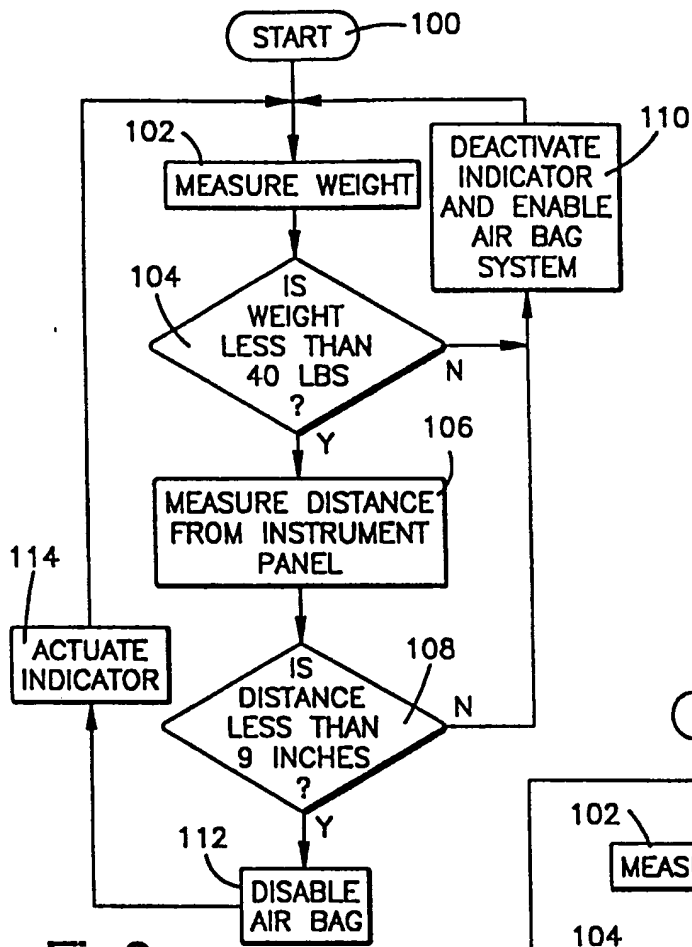 START
100
102
MEASURE WEIGHT
110
DEACTIVATE
INDICATOR
AND ENABLE
AIR BAG
SYSTEM
104
IS
WEIGHT
LESS THAN
40 LBS
?
N
Y
106
MEASURE DISTANCE
FROM INSTRUMENT
PANEL
114
ACTUATE
INDICATOR
108
IS
DISTANCE
LESS THAN
9 INCHES
?
N
Y
112
DISABLE
AIR BAG
102
104